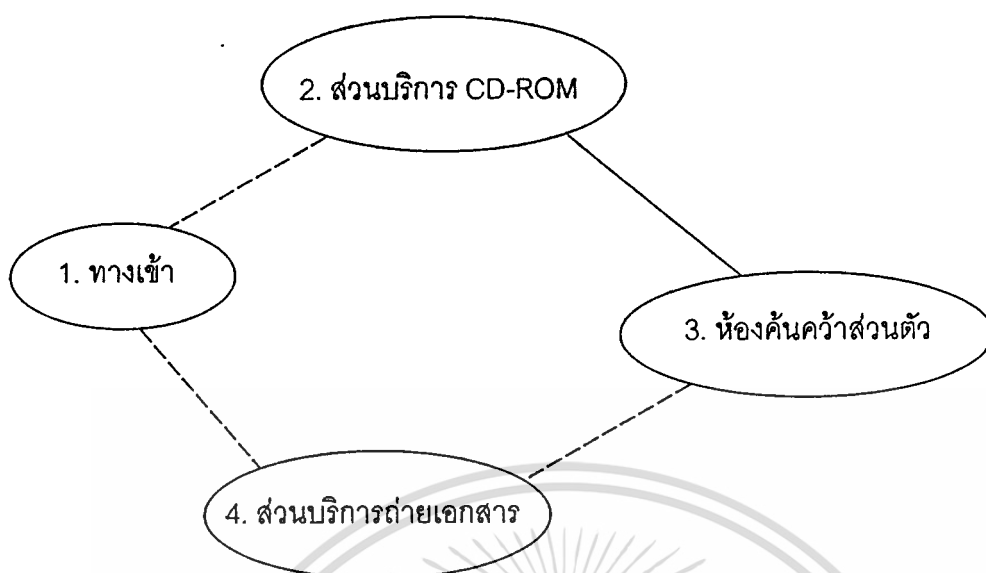 2. ส่วนบริการ CD-ROM
1. ทางเข้า
3. ห้องค้นคว้าส่วนตัว
4. ส่วนบริการถ่ายเอกสาร